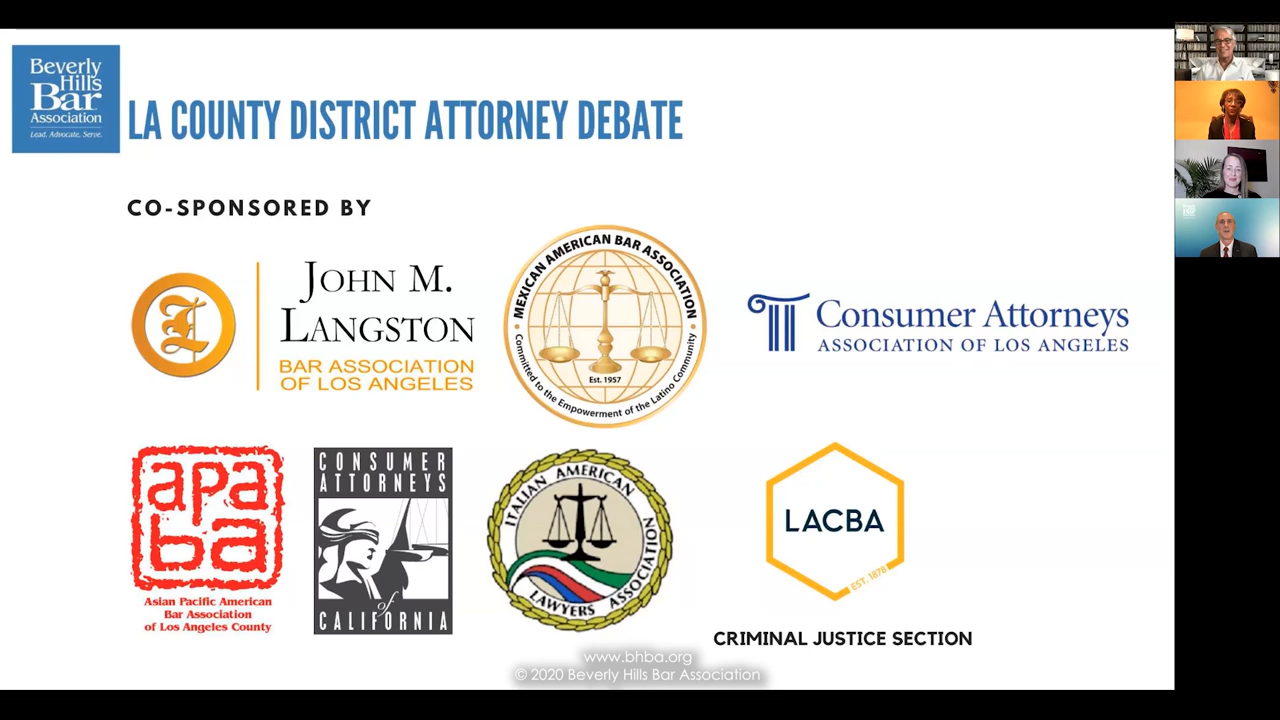 Beverly
Hills
Bar
Association
Lead. Advocate. Serve.
LA COUNTY DISTRICT ATTORNEY DEBATE
CO-SPONSORED BY
L
JOHN M.
LANGSTON
BAR ASSOCIATION
OF LOS ANGELES
MEXICAN AMERICAN BAR ASSOCIATION
Est. 1957
Committed to the Empowerment of the Latino Community
Consumer Attorneys
ASSOCIATION OF LOS ANGELES
apa
ba
Asian Pacific American
Bar Association
of Los Angeles County
CONSUMER
ATTORNEYS
of
CALIFORNIA
ITALIAN AMERICAN
LAWYERS ASSOCIATION
LACBA
EST. 1878
CRIMINAL JUSTICE SECTION
www.bhba.org
© 2020 Beverly Hills Bar Association